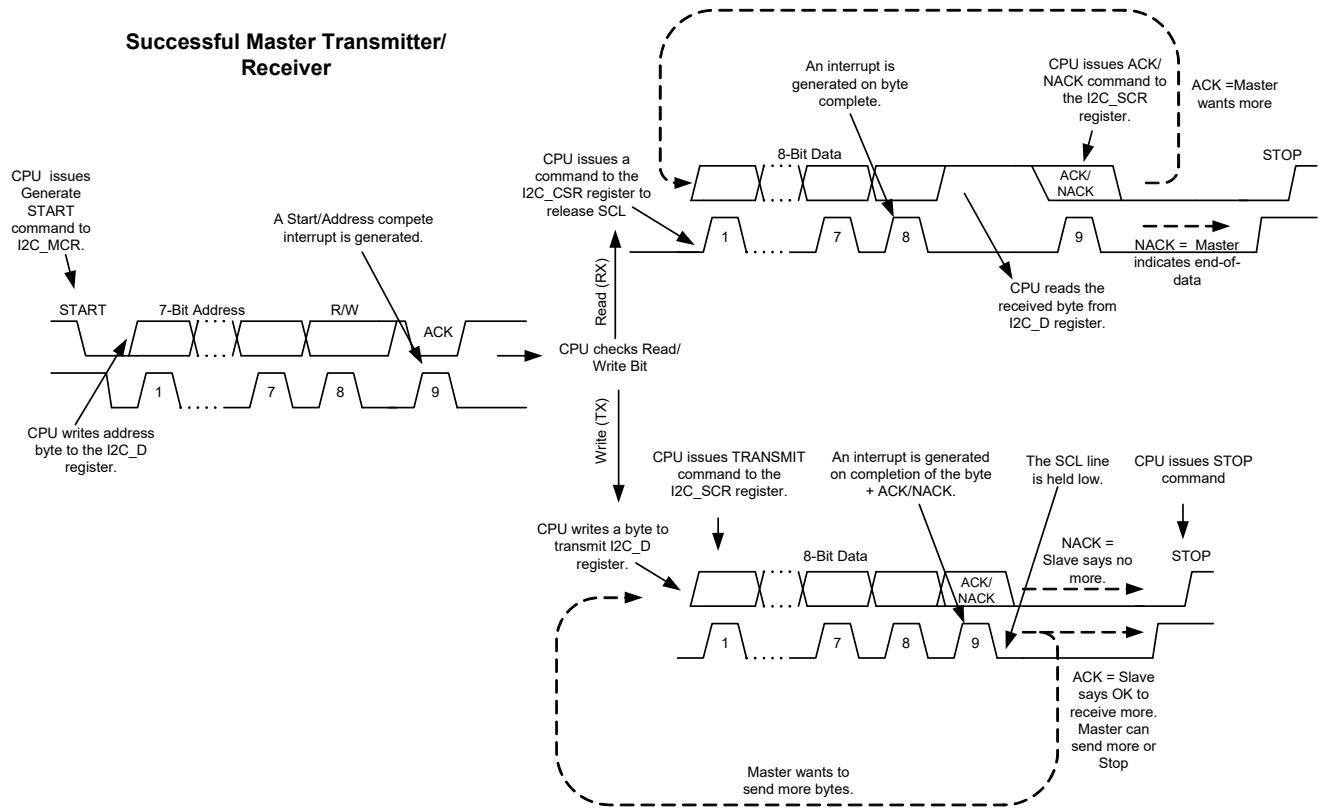 Successful Master Transmitter/
Receiver
CPU issues
Generate
START
command to
I2C_MCR.
A Start/Address compete
interrupt is generated.
START
7-Bit Address
R/W
ACK
1
7
8
9
CPU writes address
byte to the I2C_D
register.
CPU checks Read/
Write Bit
Read (RX)
Write (TX)
CPU issues a
command to the
I2C_CSR register to
release SCL
An interrupt is
generated on byte
complete.
CPU issues ACK/
NACK command to
the I2C_SCR
register.
ACK =Master
wants more
8-Bit Data
ACK/
NACK
STOP
1
7
8
9
NACK = Master
indicates end-of-
data
CPU reads the
received byte from
I2C_D register.
CPU issues TRANSMIT
command to the
I2C_SCR register.
An interrupt is generated
on completion of the byte
+ ACK/NACK.
The SCL line
is held low.
CPU issues STOP
command
CPU writes a byte to
transmit I2C_D
register.
8-Bit Data
ACK/
NACK
NACK =
Slave says no
more.
STOP
1
7
8
9
ACK = Slave
says OK to
receive more.
Master can
send more or
Stop
Master wants to
send more bytes.